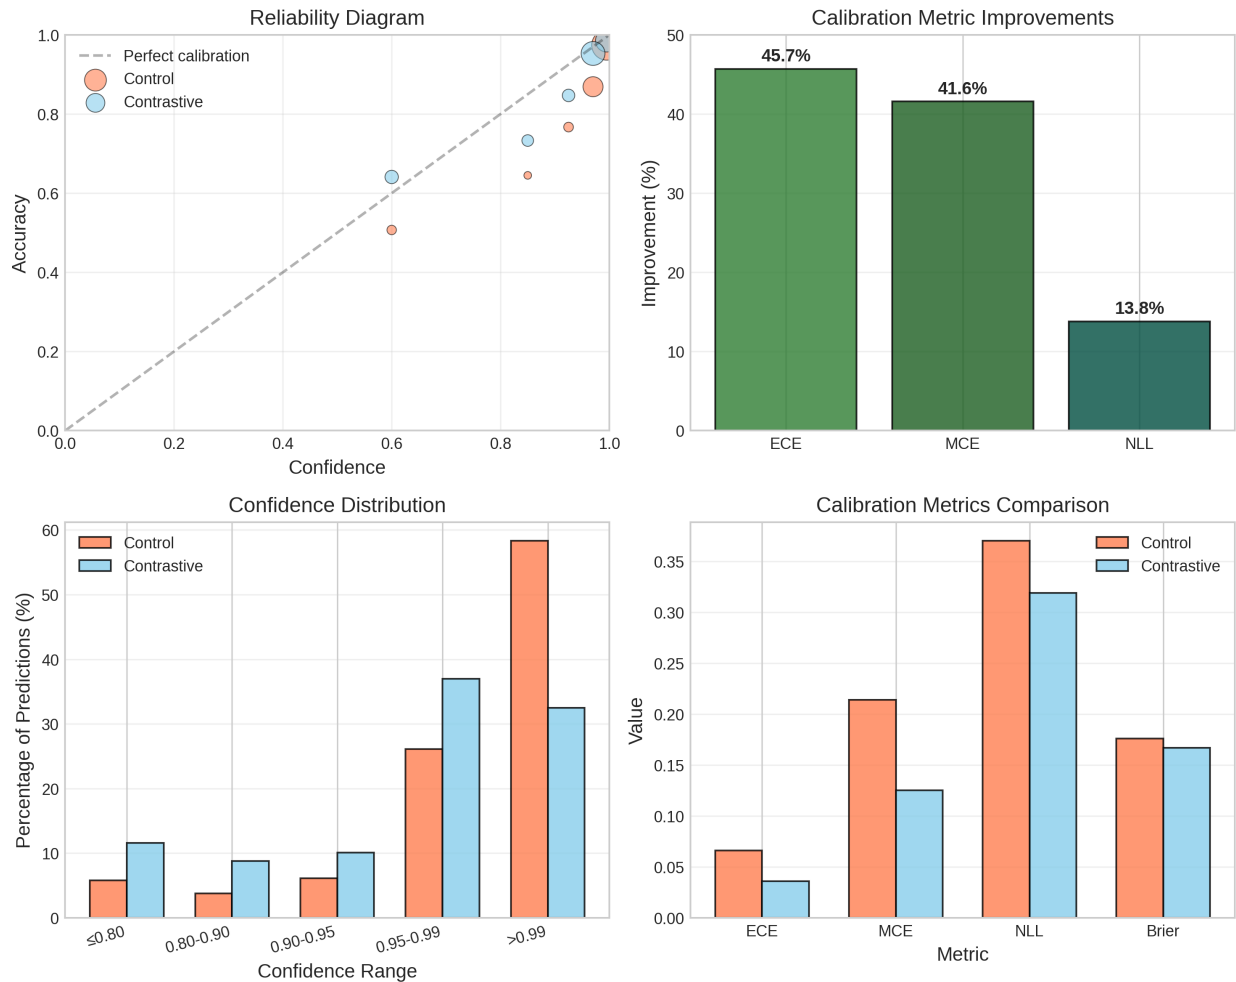 Reliability Diagram
1.0
0.8
0.6
0.4
0.2
0.0
Accuracy
Perfect calibration
Control
Contrastive
0.0
0.2
0.4
0.6
0.8
1.0
Confidence
Calibration Metric Improvements
50
40
30
20
10
0
Improvement (%)
45.7%
41.6%
13.8%
ECE
MCE
NLL
Confidence Distribution
60
50
40
30
20
10
0
Percentage of Predictions (%)
Control
Contrastive
≤0.80
0.80-0.90
0.90-0.95
0.95-0.99
>0.99
Confidence Range
Calibration Metrics Comparison
0.35
0.30
0.25
0.20
0.15
0.10
0.05
0.00
Value
Control
Contrastive
ECE
MCE
NLL
Brier
Metric